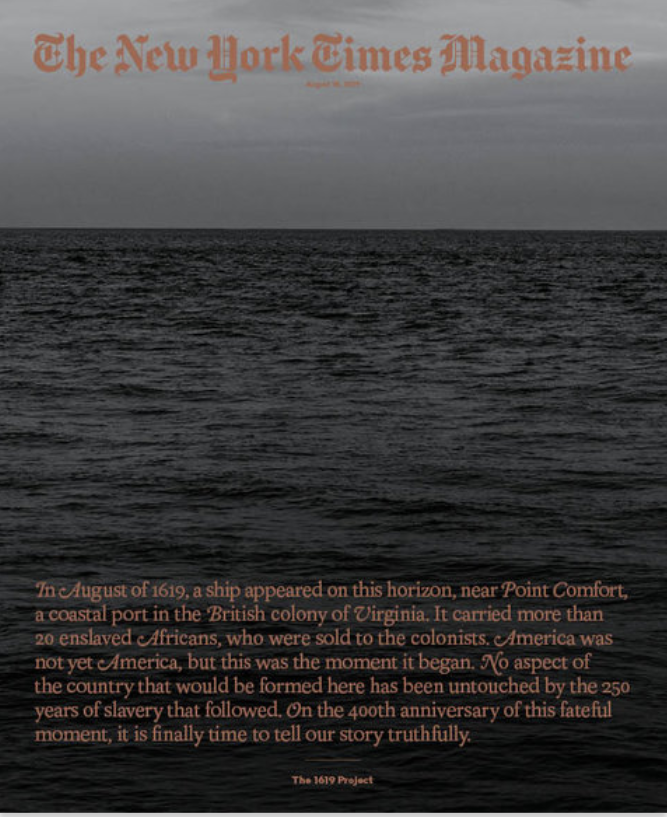 The New York Times Magazine
August 18, 2019
In August of 1619, a ship appeared on this horizon, near Point Comfort,
a coastal port in the British colony of Virginia. It carried more than
20 enslaved Africans, who were sold to the colonists. America was
not yet America, but this was the moment it began. No aspect of
the country that would be formed here has been untouched by the 250
years of slavery that followed. On the 400th anniversary of this fateful
moment, it is finally time to tell our story truthfully.
The 1619 Project